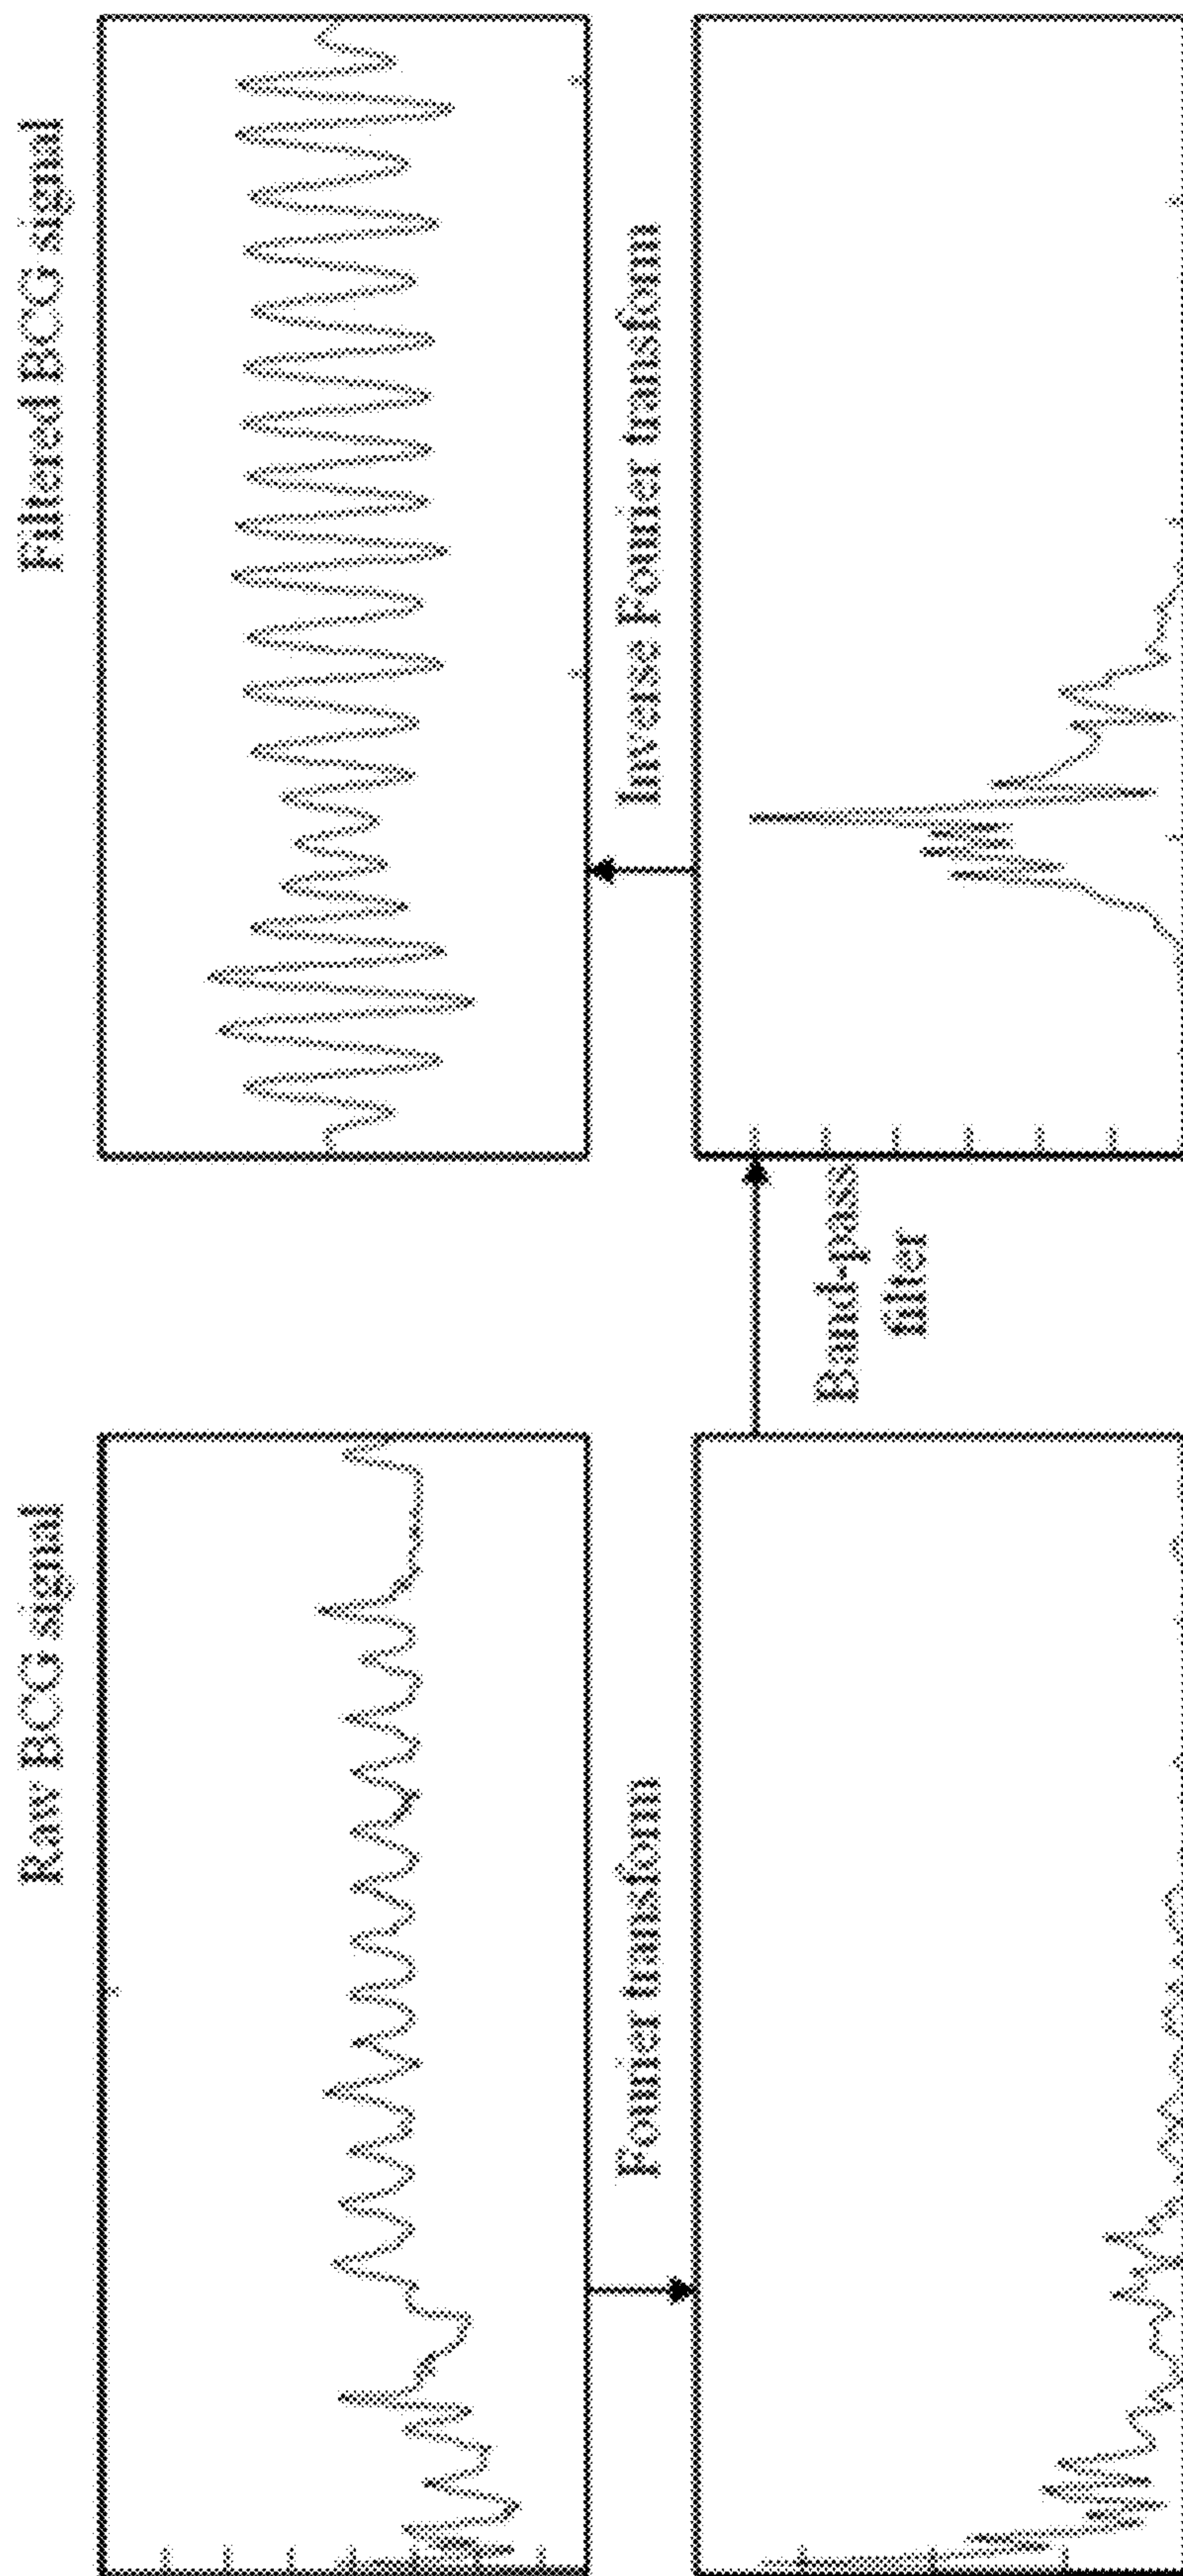 Raw BCG signal
Filtered BCG signal
Fourier transform
Inverse Fourier transform
Band-pass
filter